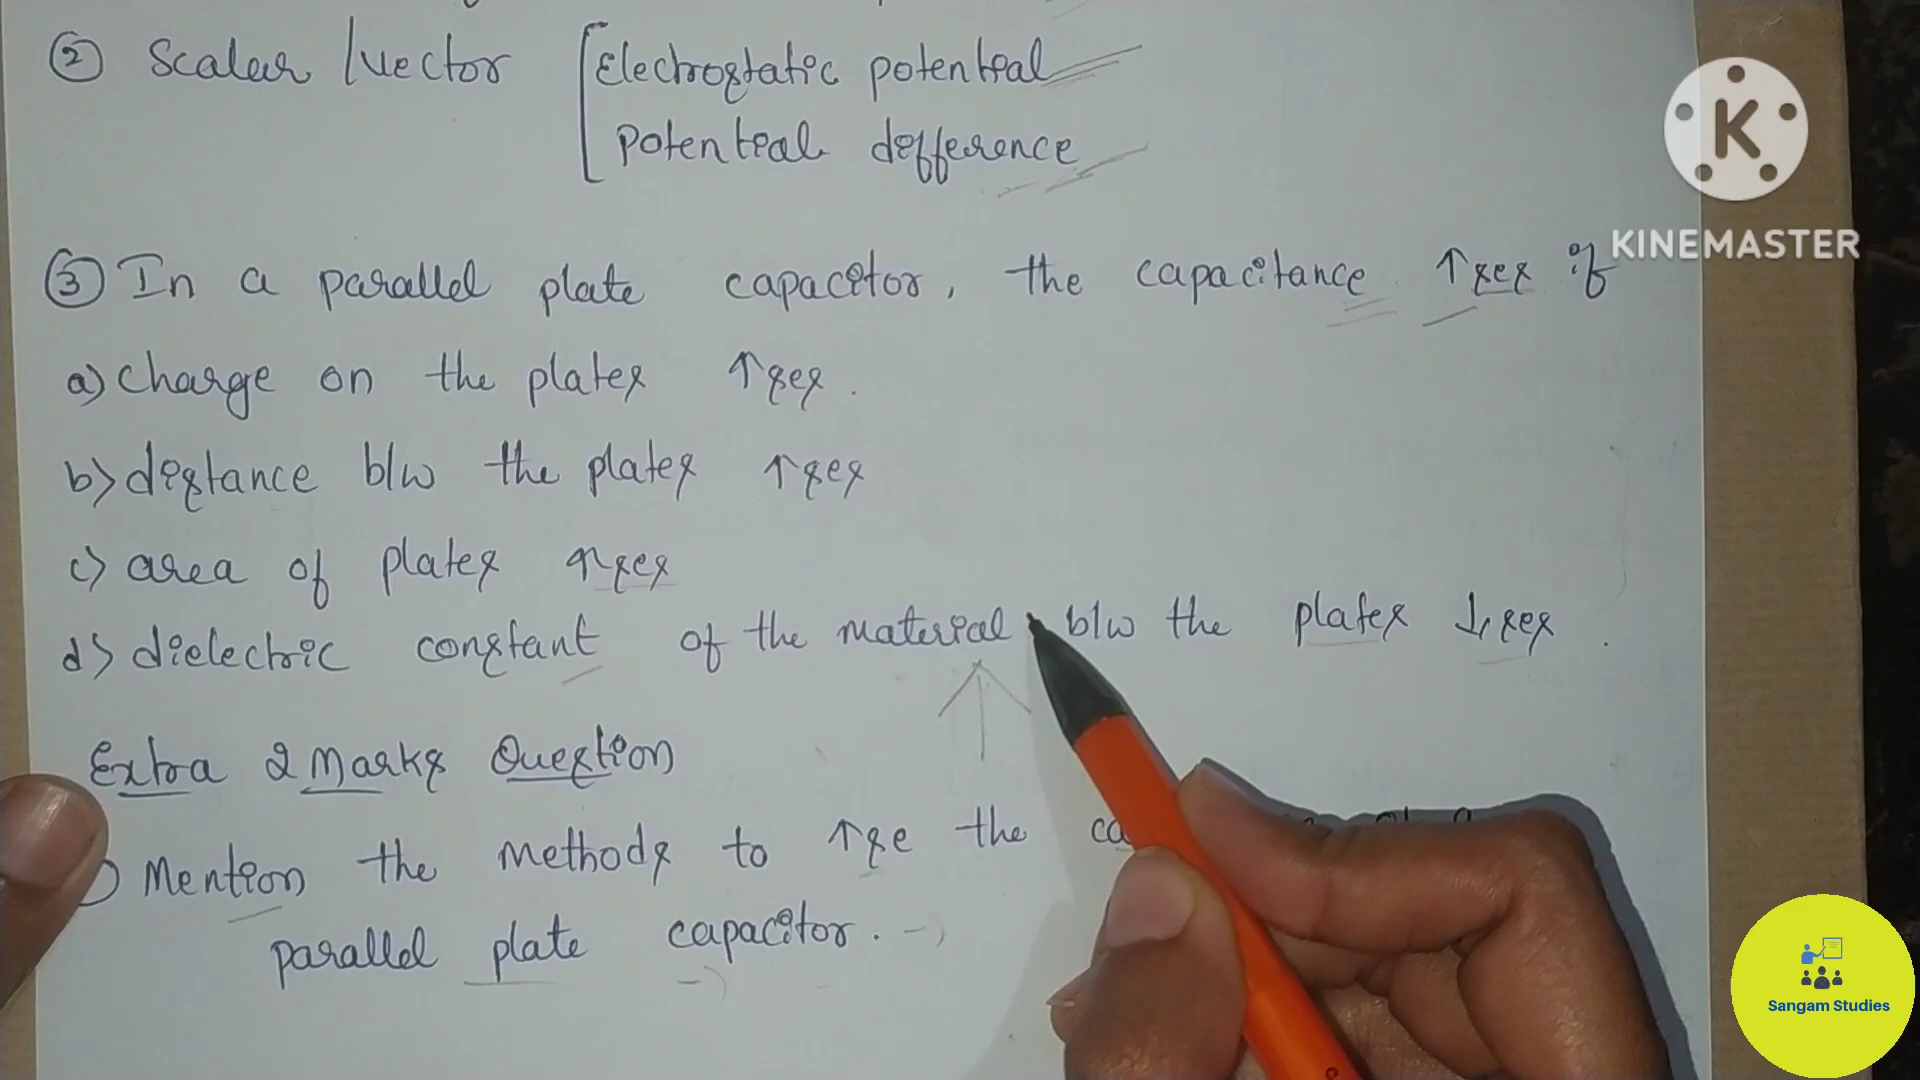 ② Scalar / vector [Electrostatic potential
potential difference
③ In a parallel plate capacitor, the capacitance ↑ses if
a) charge on the plates ↑ses.
b) distance b/w the plates ↑ses
c) area of plates ↑ses
d) dielectric constant of the material b/w the plates ↓ses.
Extra 2 Marks Question
Mention the methods to ↑se the
parallel plate capacitor.
K
KINEMASTER
Sangam Studies